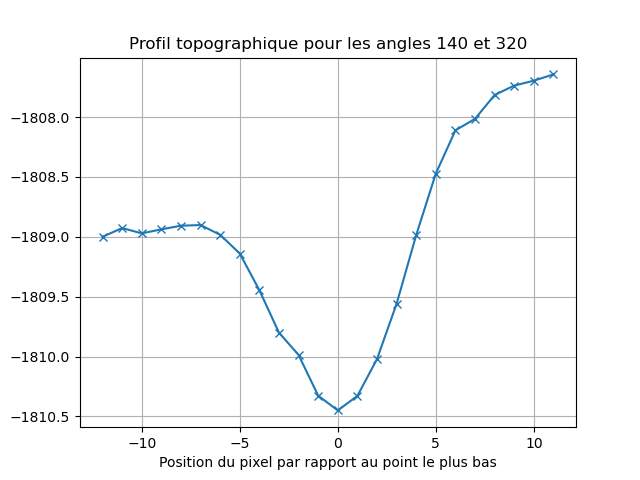 Profil topographique pour les angles 140 et 320
−1808.0
−1808.5
−1809.0
−1809.5
−1810.0
−1810.5
−10 −5 0 5 10
Position du pixel par rapport au point le plus bas